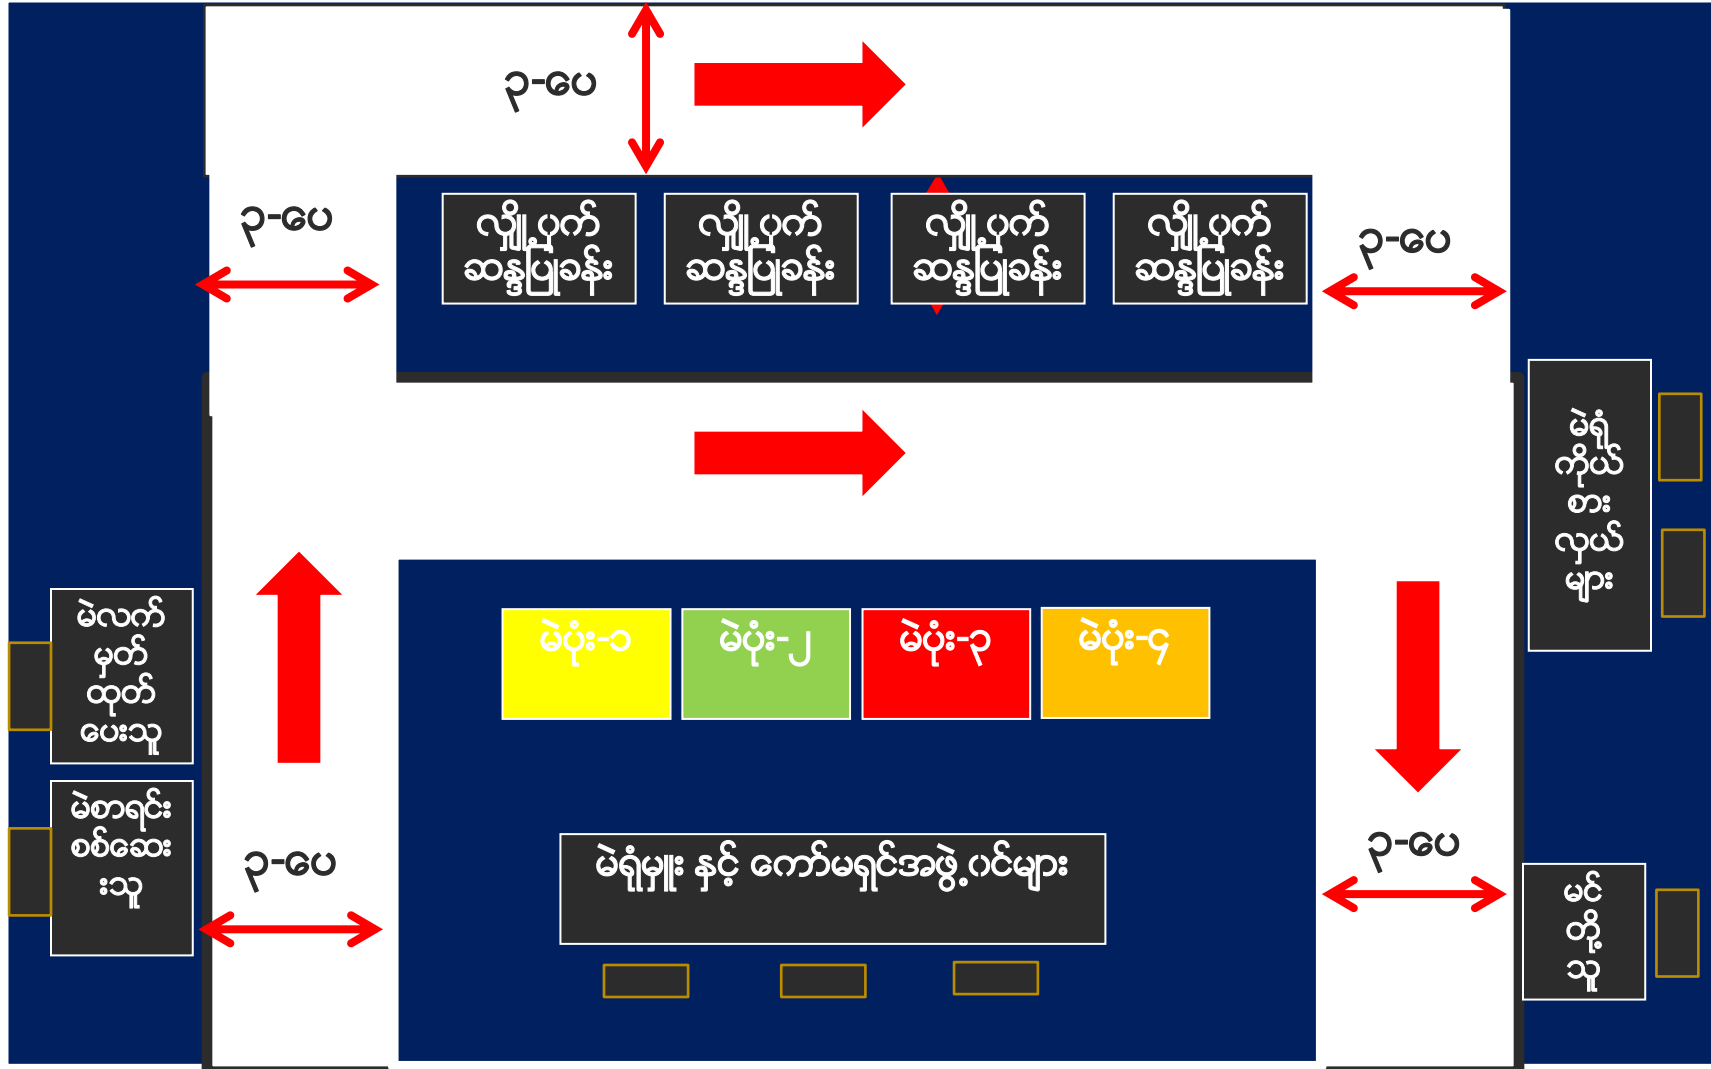 ၃-ပေ
၃-ပေ
လျှို့ပှက်
ဆန္ဒပြုခန်း
လျှို့ပှက်
ဆန္ဒပြုခန်း
လျှို့ပှက်
ဆန္ဒပြုခန်း
လျှို့ပှက်
ဆန္ဒပြုခန်း
၃-ပေ
မဲရုံ
ကိုယ်
စား
လှယ်
များ
မဲလက်
မှတ်
ထုတ်
ပေးသူ
မဲပုံး-၁
မဲပုံး-၂
မဲပုံး-၃
မဲပုံး-၄
မဲစာရင်း
စစ်ဆေး
းသူ
၃-ပေ
မဲရုံမှူး နှင့် ကော်မရှင်အဖွဲ့ဂင်များ
၃-ပေ
မင်
တို့
သူ